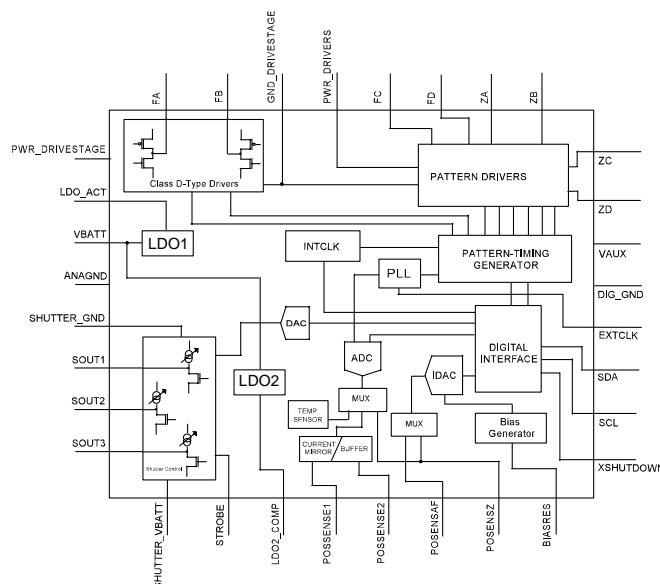 FA
FB
GND_DRIVESTAGE
PWR_DRIVERS
FC
FD
ZA
ZB
PWR_DRIVESTAGE
Class D-Type Drivers
PATTERN DRIVERS
ZC
ZD
LDO_ACT
VBATT
LDO1
INTCLK
PATTERN-TIMING
GENERATOR
VAUX
ANAGND
PLL
DIG_GND
SHUTTER_GND
DAC
EXTCLK
SOUT1
ADC
DIGITAL
INTERFACE
SDA
LDO2
IDAC
SOUT2
MUX
TEMP
SENSOR
MUX
Bias
Generator
SCL
SOUT3
CURRENT
MIRROR
BUFFER
Shutter Control
XSHUTDOWN
SHUTTER_VBATT
STROBE
LDO2_COMP
POSSENSE1
POSSENSE2
POSENSAF
POSENSZ
BIASRES